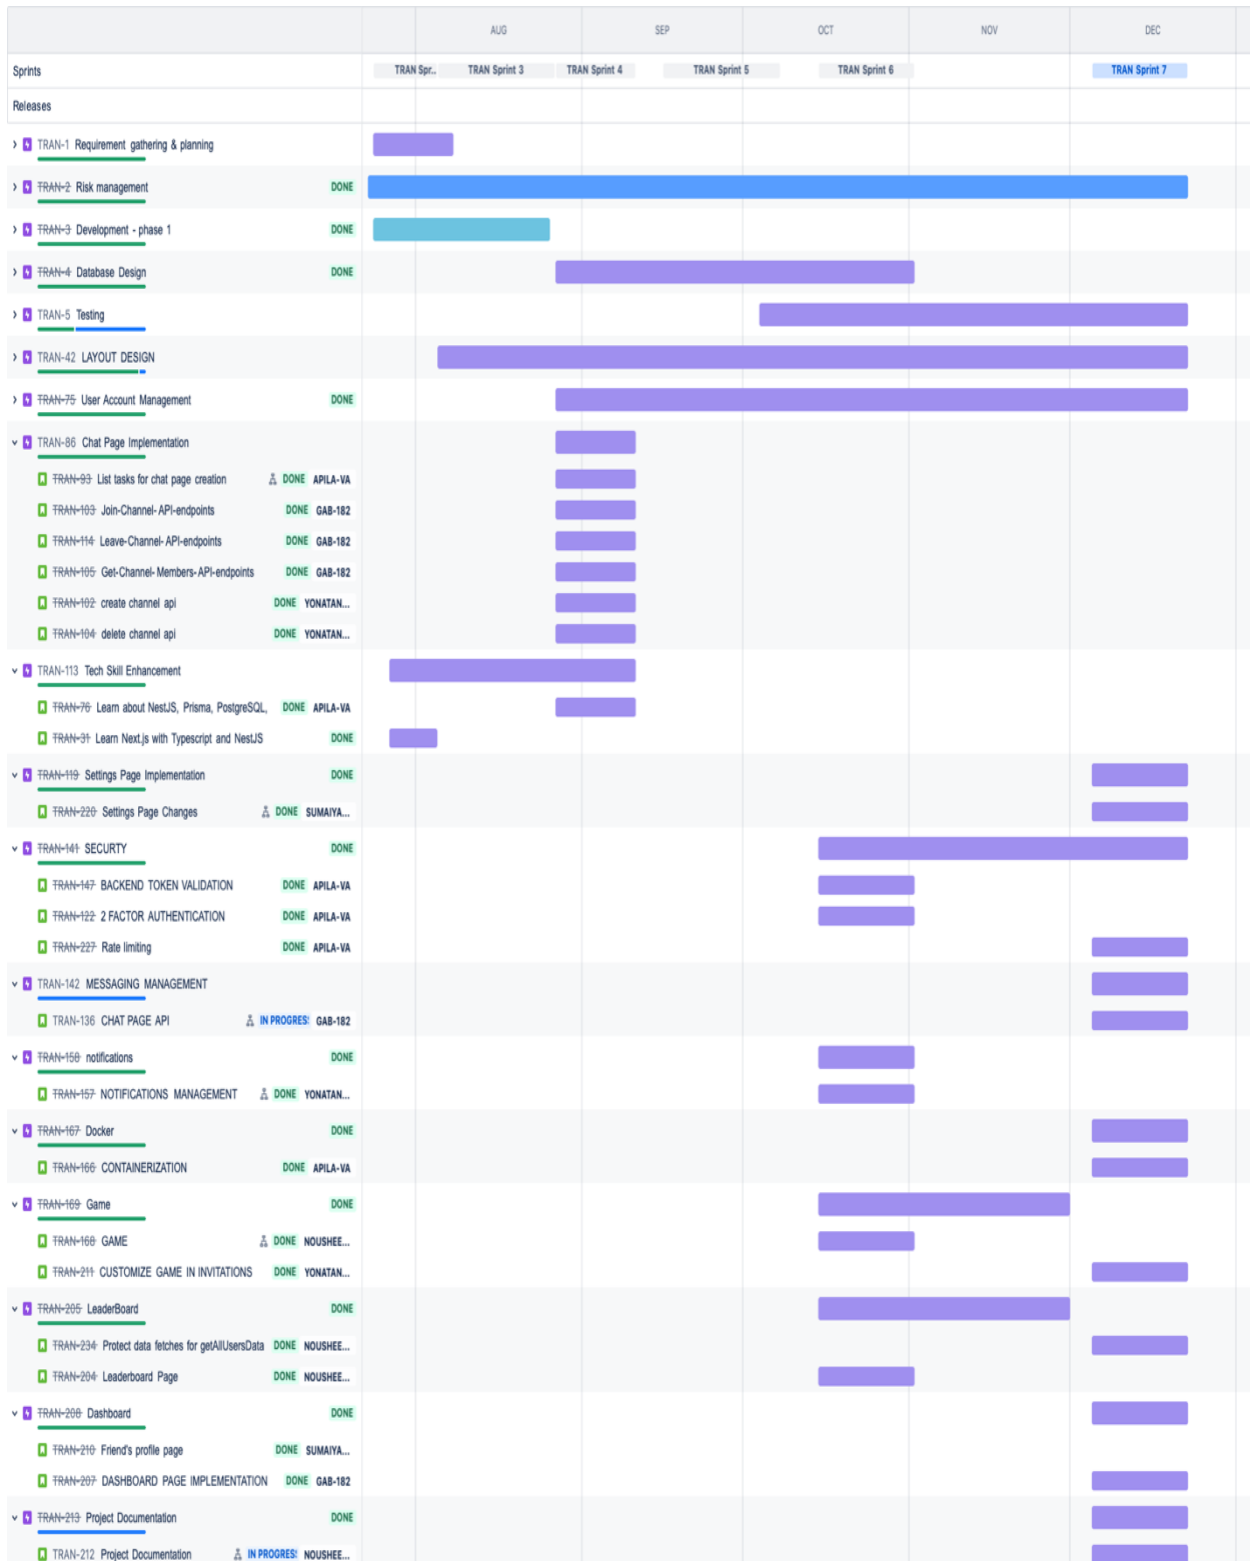 AUG SEP OCT NOV DEC
Sprints TRAN Spr.. TRAN Sprint 3 TRAN Sprint 4 TRAN Sprint 5 TRAN Sprint 6 TRAN Sprint 7
Releases
TRAN-1 Requirement gathering & planning
TRAN-2 Risk management DONE
TRAN-3 Development - phase 1 DONE
TRAN-4 Database Design DONE
TRAN-5 Testing
TRAN-42 LAYOUT DESIGN
TRAN-75 User Account Management DONE
TRAN-86 Chat Page Implementation
TRAN-93 List tasks for chat page creation DONE APILA-VA
TRAN-103 Join-Channel-API-endpoints DONE GAB-182
TRAN-114 Leave-Channel-API-endpoints DONE GAB-182
TRAN-105 Get-Channel-Members-API-endpoints DONE GAB-182
TRAN-102 create channel api DONE YONATAN...
TRAN-104 delete channel api DONE YONATAN...
TRAN-113 Tech Skill Enhancement
TRAN-76 Learn about NestJS, Prisma, PostgreSQL, DONE APILA-VA
TRAN-31 Learn Next.js with Typescript and NestJS DONE
TRAN-119 Settings Page Implementation DONE
TRAN-220 Settings Page Changes DONE SUMAIYA...
TRAN-141 SECURTY DONE
TRAN-147 BACKEND TOKEN VALIDATION DONE APILA-VA
TRAN-122 2 FACTOR AUTHENTICATION DONE APILA-VA
TRAN-227 Rate limiting DONE APILA-VA
TRAN-142 MESSAGING MANAGEMENT
TRAN-136 CHAT PAGE API IN PROGRES: GAB-182
TRAN-158 notifications DONE
TRAN-157 NOTIFICATIONS MANAGEMENT DONE YONATAN...
TRAN-167 Docker DONE
TRAN-166 CONTAINERIZATION DONE APILA-VA
TRAN-169 Game DONE
TRAN-168 GAME DONE NOUSHEE...
TRAN-211 CUSTOMIZE GAME IN INVITATIONS DONE YONATAN...
TRAN-205 LeaderBoard DONE
TRAN-234 Protect data fetches for getAllUsersData DONE NOUSHEE...
TRAN-204 Leaderboard Page DONE NOUSHEE...
TRAN-208 Dashboard DONE
TRAN-210 Friend's profile page DONE SUMAIYA...
TRAN-207 DASHBOARD PAGE IMPLEMENTATION DONE GAB-182
TRAN-213 Project Documentation DONE
TRAN-212 Project Documentation IN PROGRES: NOUSHEE...